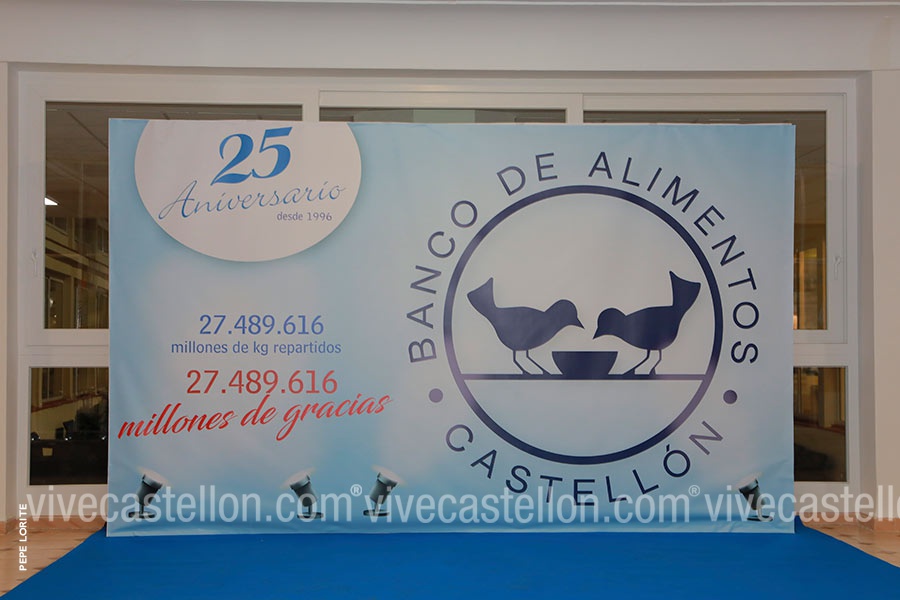 25
Aniversario
desde 1996
27.489.616
millones de kg repartidos
27.489.616
millones de gracias
BANCO DE ALIMENTOS
CASTELLÓN
vivecastellon.com® vivecastellon.com® vivecastellon
PEPE LORITE